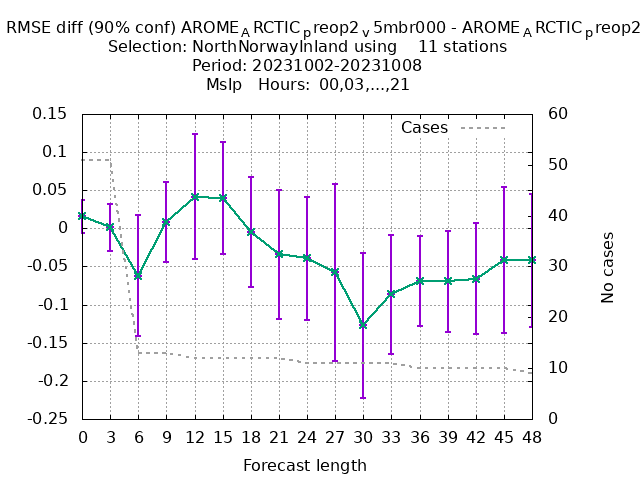 RMSE diff (90% conf) AROME_ARCTIC_preop2_v5mbr000 - AROME_ARCTIC_preop2
Selection: NorthNorwayInland using 11 stations
Period: 20231002-20231008
Mslp Hours: 00,03,...,21
Cases
0.15
0.1
0.05
0
-0.05
-0.1
-0.15
-0.2
-0.25
60
50
40
30
20
10
0
No cases
0 3 6 9 12 15 18 21 24 27 30 33 36 39 42 45 48
Forecast length